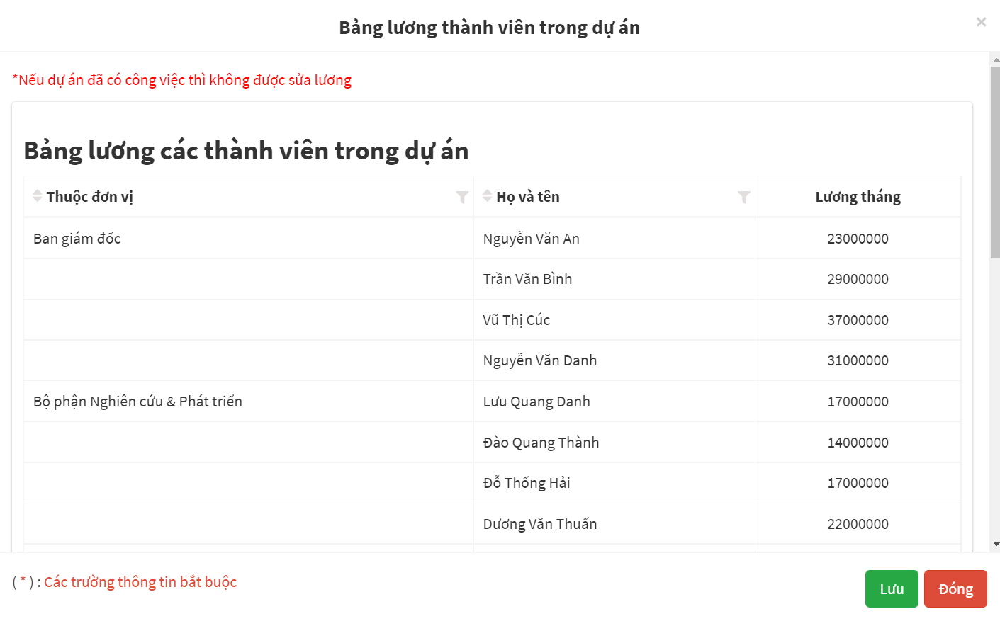 Bảng lương thành viên trong dự án
×
*Nếu dự án đã có công việc thì không được sửa lương
Bảng lương các thành viên trong dự án
Thuộc đơn vị Họ và tên Lương tháng
Ban giám đốc Nguyễn Văn An 23000000
Trần Văn Bình 29000000
Vũ Thị Cúc 37000000
Nguyễn Văn Danh 31000000
Bộ phận Nghiên cứu & Phát triển Lưu Quang Danh 17000000
Đào Quang Thành 14000000
Đỗ Thống Hải 17000000
Dương Văn Thuấn 22000000
( * ) : Các trường thông tin bắt buộc
Lưu Đóng